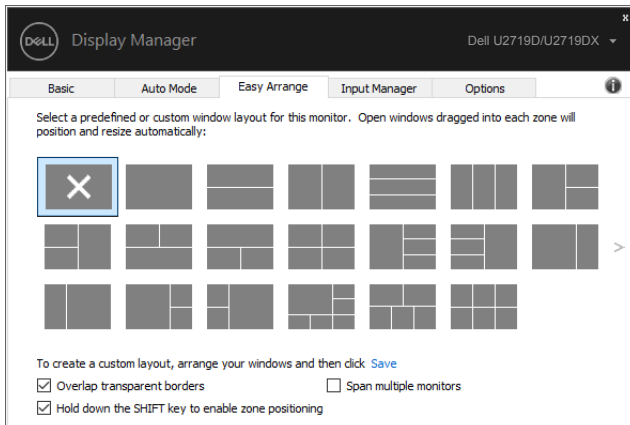 x
DELL Display Manager Dell U2719D/U2719DX
Basic Auto Mode Easy Arrange Input Manager Options i
Select a predefined or custom window layout for this monitor. Open windows dragged into each zone will
position and resize automatically:
>
To create a custom layout, arrange your windows and then click Save
Overlap transparent borders Span multiple monitors
Hold down the SHIFT key to enable zone positioning